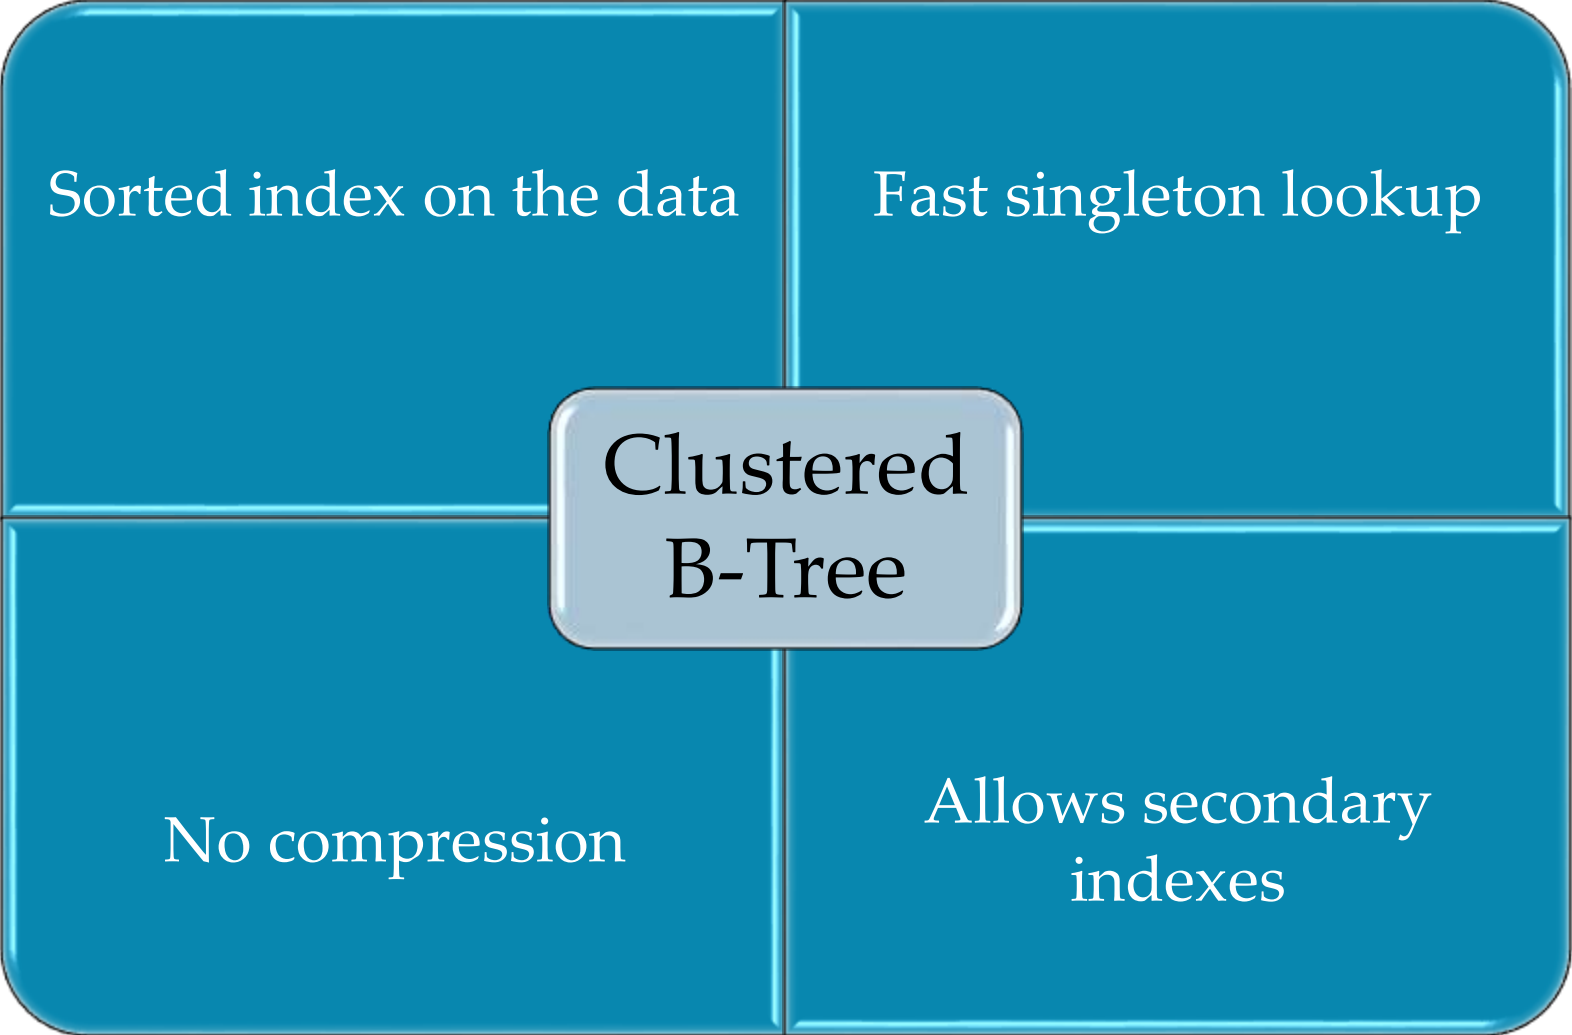 Sorted index on the data
Fast singleton lookup
Clustered
B-Tree
No compression
Allows secondary
indexes